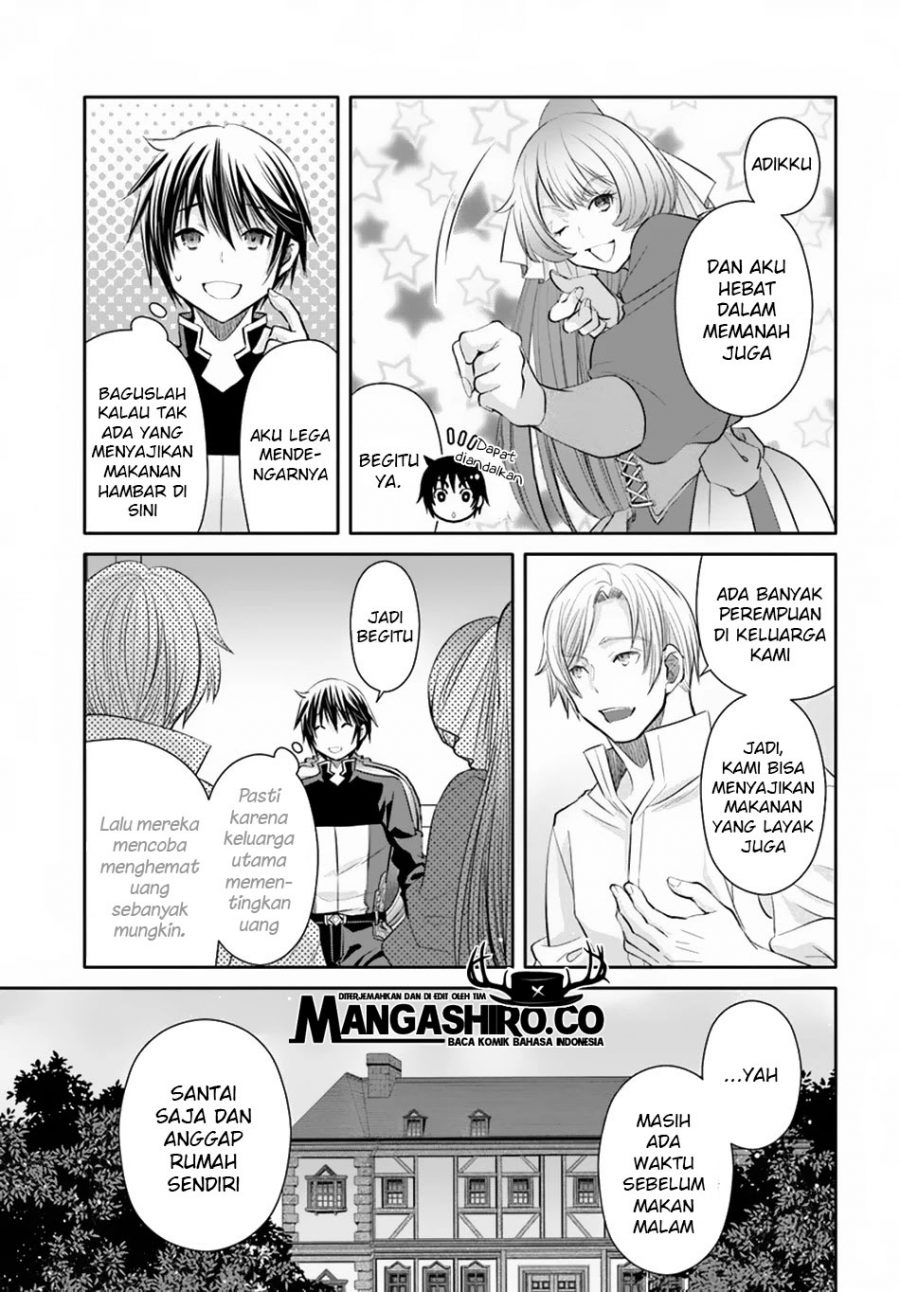 ADIKKU
DAN AKU
HEBAT
DALAM
MEMANAH
JUGA
Dapat
diandalkan
BEGITU
YA.
AKU LEGA
MENDE-
NGARNYA
BAGUSLAH
KALAU TAK
ADA YANG
MENYAJIKAN
MAKANAN
HAMBAR DI
SINI
ADA BANYAK
PEREMPUAN
DI KELUARGA
KAMI
JADI,
KAMI BISA
MENYAJIKAN
MAKANAN
YANG LAYAK
JUGA
JADI
BEGITU
Pasti
karena
keluarga
utama
memen-
tingkan
uang
Lalu mereka
mencoba
menghemat
uang
sebanyak
mungkin.
DITERJEMAHKAN DAN DI EDIT OLEH TIM
MANGASHIRO.CO
BACA KOMIK BAHASA INDONESIA
...YAH
MASIH
ADA
WAKTU
SEBELUM
MAKAN
MALAM
SANTAI
SAJA DAN
ANGGAP
RUMAH
SENDIRI